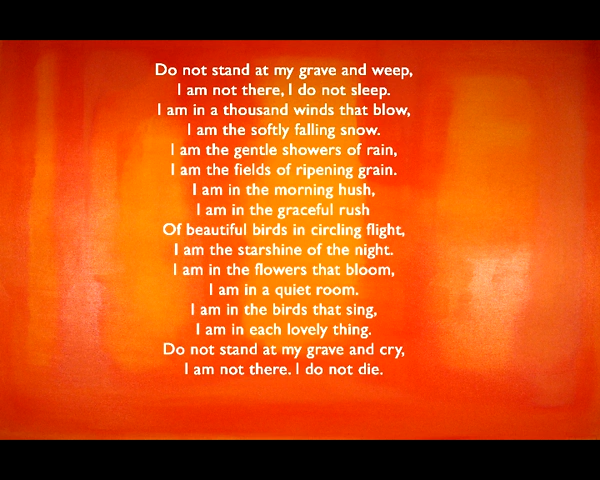 Do not stand at my grave and weep,
I am not there, I do not sleep.
I am in a thousand winds that blow,
I am the softly falling snow.
I am the gentle showers of rain,
I am the fields of ripening grain.
I am in the morning hush,
I am in the graceful rush
Of beautiful birds in circling flight,
I am the starshine of the night.
I am in the flowers that bloom,
I am in a quiet room.
I am in the birds that sing,
I am in each lovely thing.
Do not stand at my grave and cry,
I am not there. I do not die.